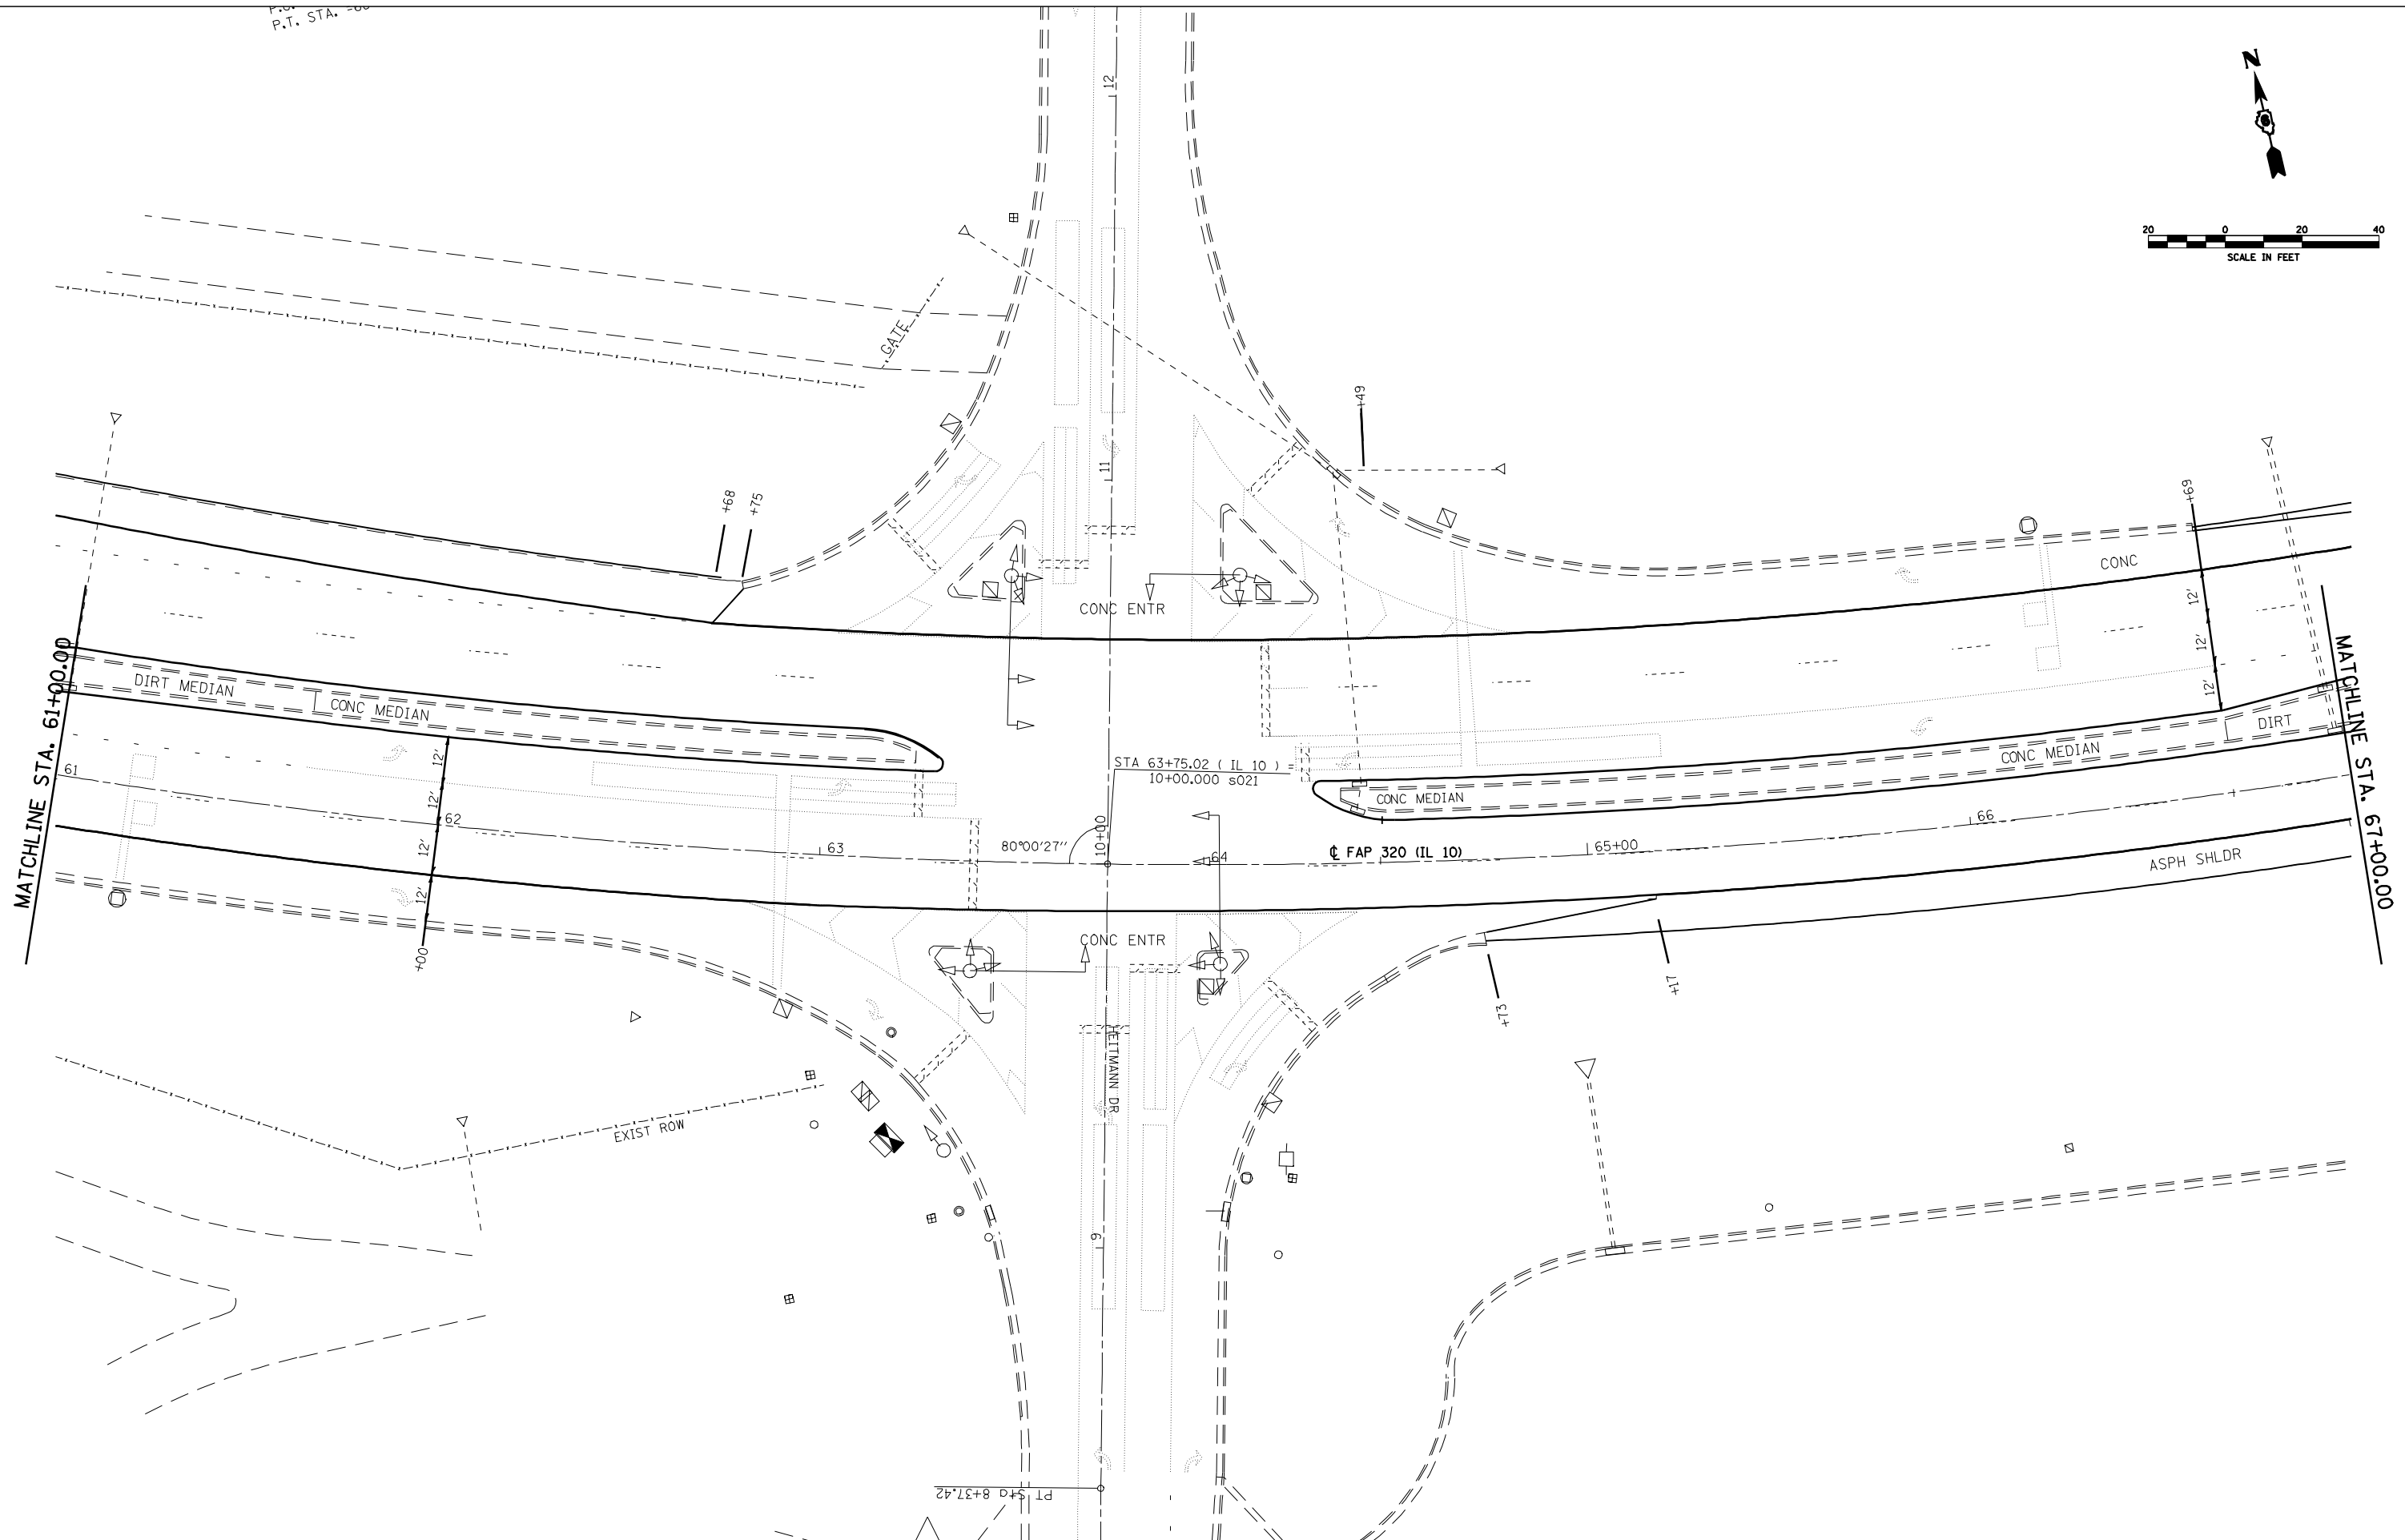 P.T. STA.
N
12
20 0 20 40
SCALE IN FEET
GATE
+49
11
+68
+75
+69
CONC
12'
12'
12'
CONC ENTR
MATCHLINE STA. 61+00.00
DIRT MEDIAN
CONC MEDIAN
61
12'
12'
12'
12'
62
+00
63
STA 63+75.02 ( IL 10 ) =
10+00.000 s021
80°00'27''
10+00
64
℄ FAP 320 (IL 10)
65+00
66
CONC MEDIAN
CONC MEDIAN
DIRT
ASPH SHLDR
MATCHLINE STA. 67+00.00
CONC ENTR
+73
+17
HEITMANN DR
EXIST ROW
9
PT Sta 8+37.42